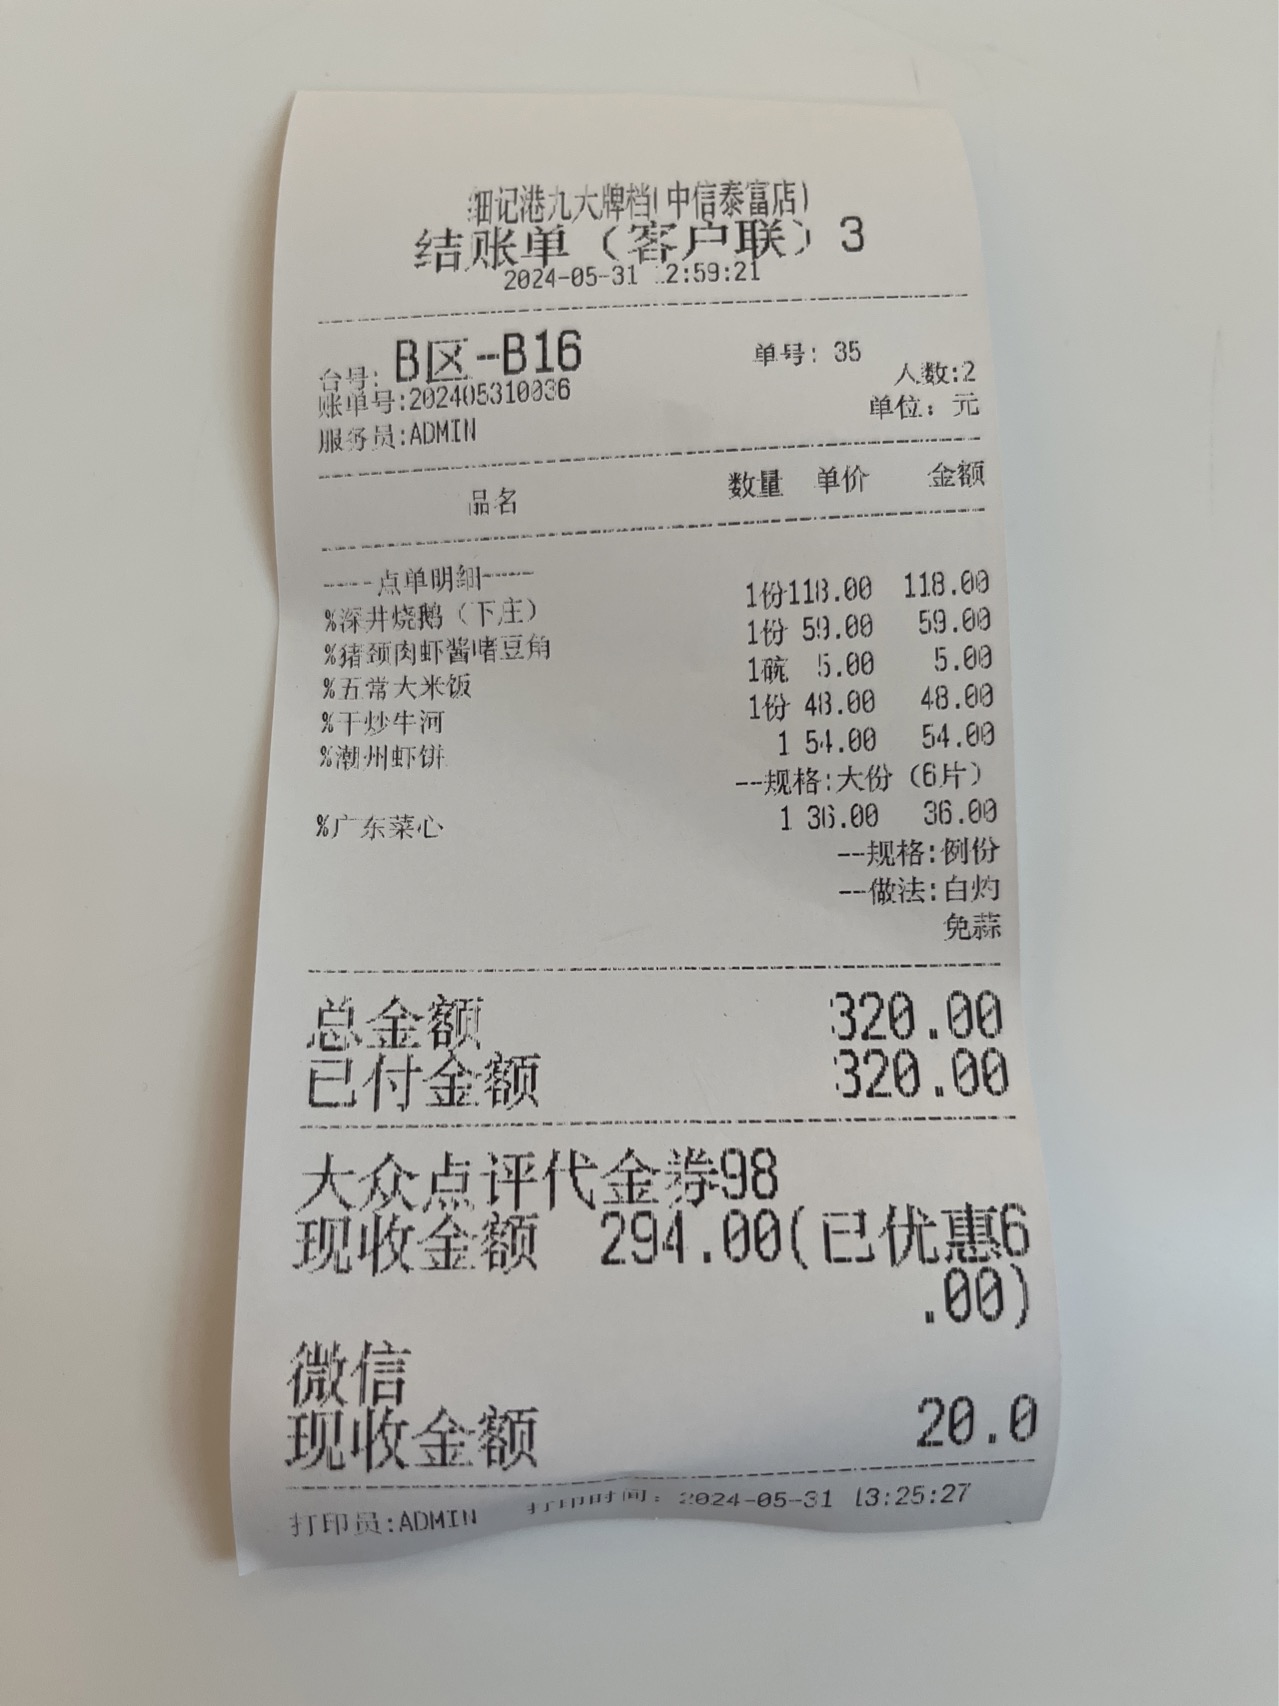 细记港九大牌档(中信泰富店)
结账单（客户联）3
2024-05-31 12:59:21
台号: B区-B16 单号: 35
账单号:202405310036 人数:2
服务员:ADMIN 单位: 元
品名 数量 单价 金额
-----点单明细-----
%深井烧鹅（下庄） 1份118.00 118.00
%猪颈肉虾酱啫豆角 1份 59.00 59.00
%五常大米饭 1碗 5.00 5.00
%干炒牛河 1份 48.00 48.00
%潮州虾饼 1 54.00 54.00
--规格:大份（6片）
%广东菜心 1 36.00 36.00
--规格:例份
--做法:白灼
免蒜
总金额 320.00
已付金额 320.00
大众点评代金券98
现收金额 294.00(已优惠6
.00)
微信
现收金额 20.0
打印员:ADMIN 打印时间: 2024-05-31 13:25:27